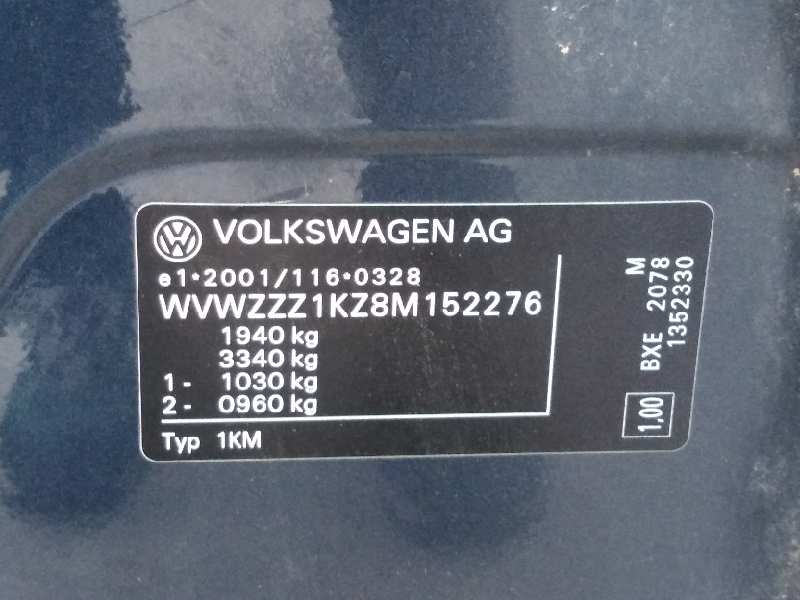 VOLKSWAGEN AG
e1*2001/116*0328
WVWZZZ1KZ8M152276
1940 kg
3340 kg
1 - 1030 kg
2 - 0960 kg
Typ 1KM
M
BXE 2078
1352330
1,00